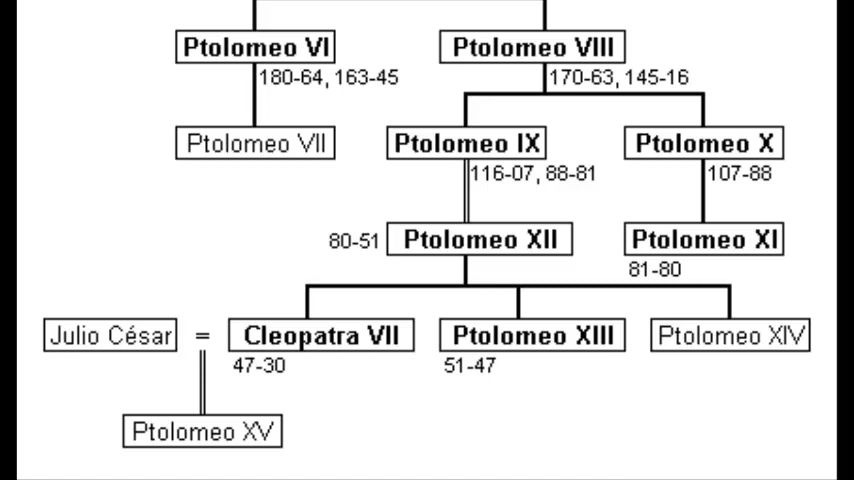 Ptolomeo VI
Ptolomeo VIII
180-64, 163-45
170-63, 145-16
Ptolomeo VII
Ptolomeo IX
Ptolomeo X
116-07, 88-81
107-88
80-51
Ptolomeo XII
Ptolomeo XI
81-80
Julio César
=
Cleopatra VII
Ptolomeo XIII
Ptolomeo XIV
47-30
51-47
Ptolomeo XV